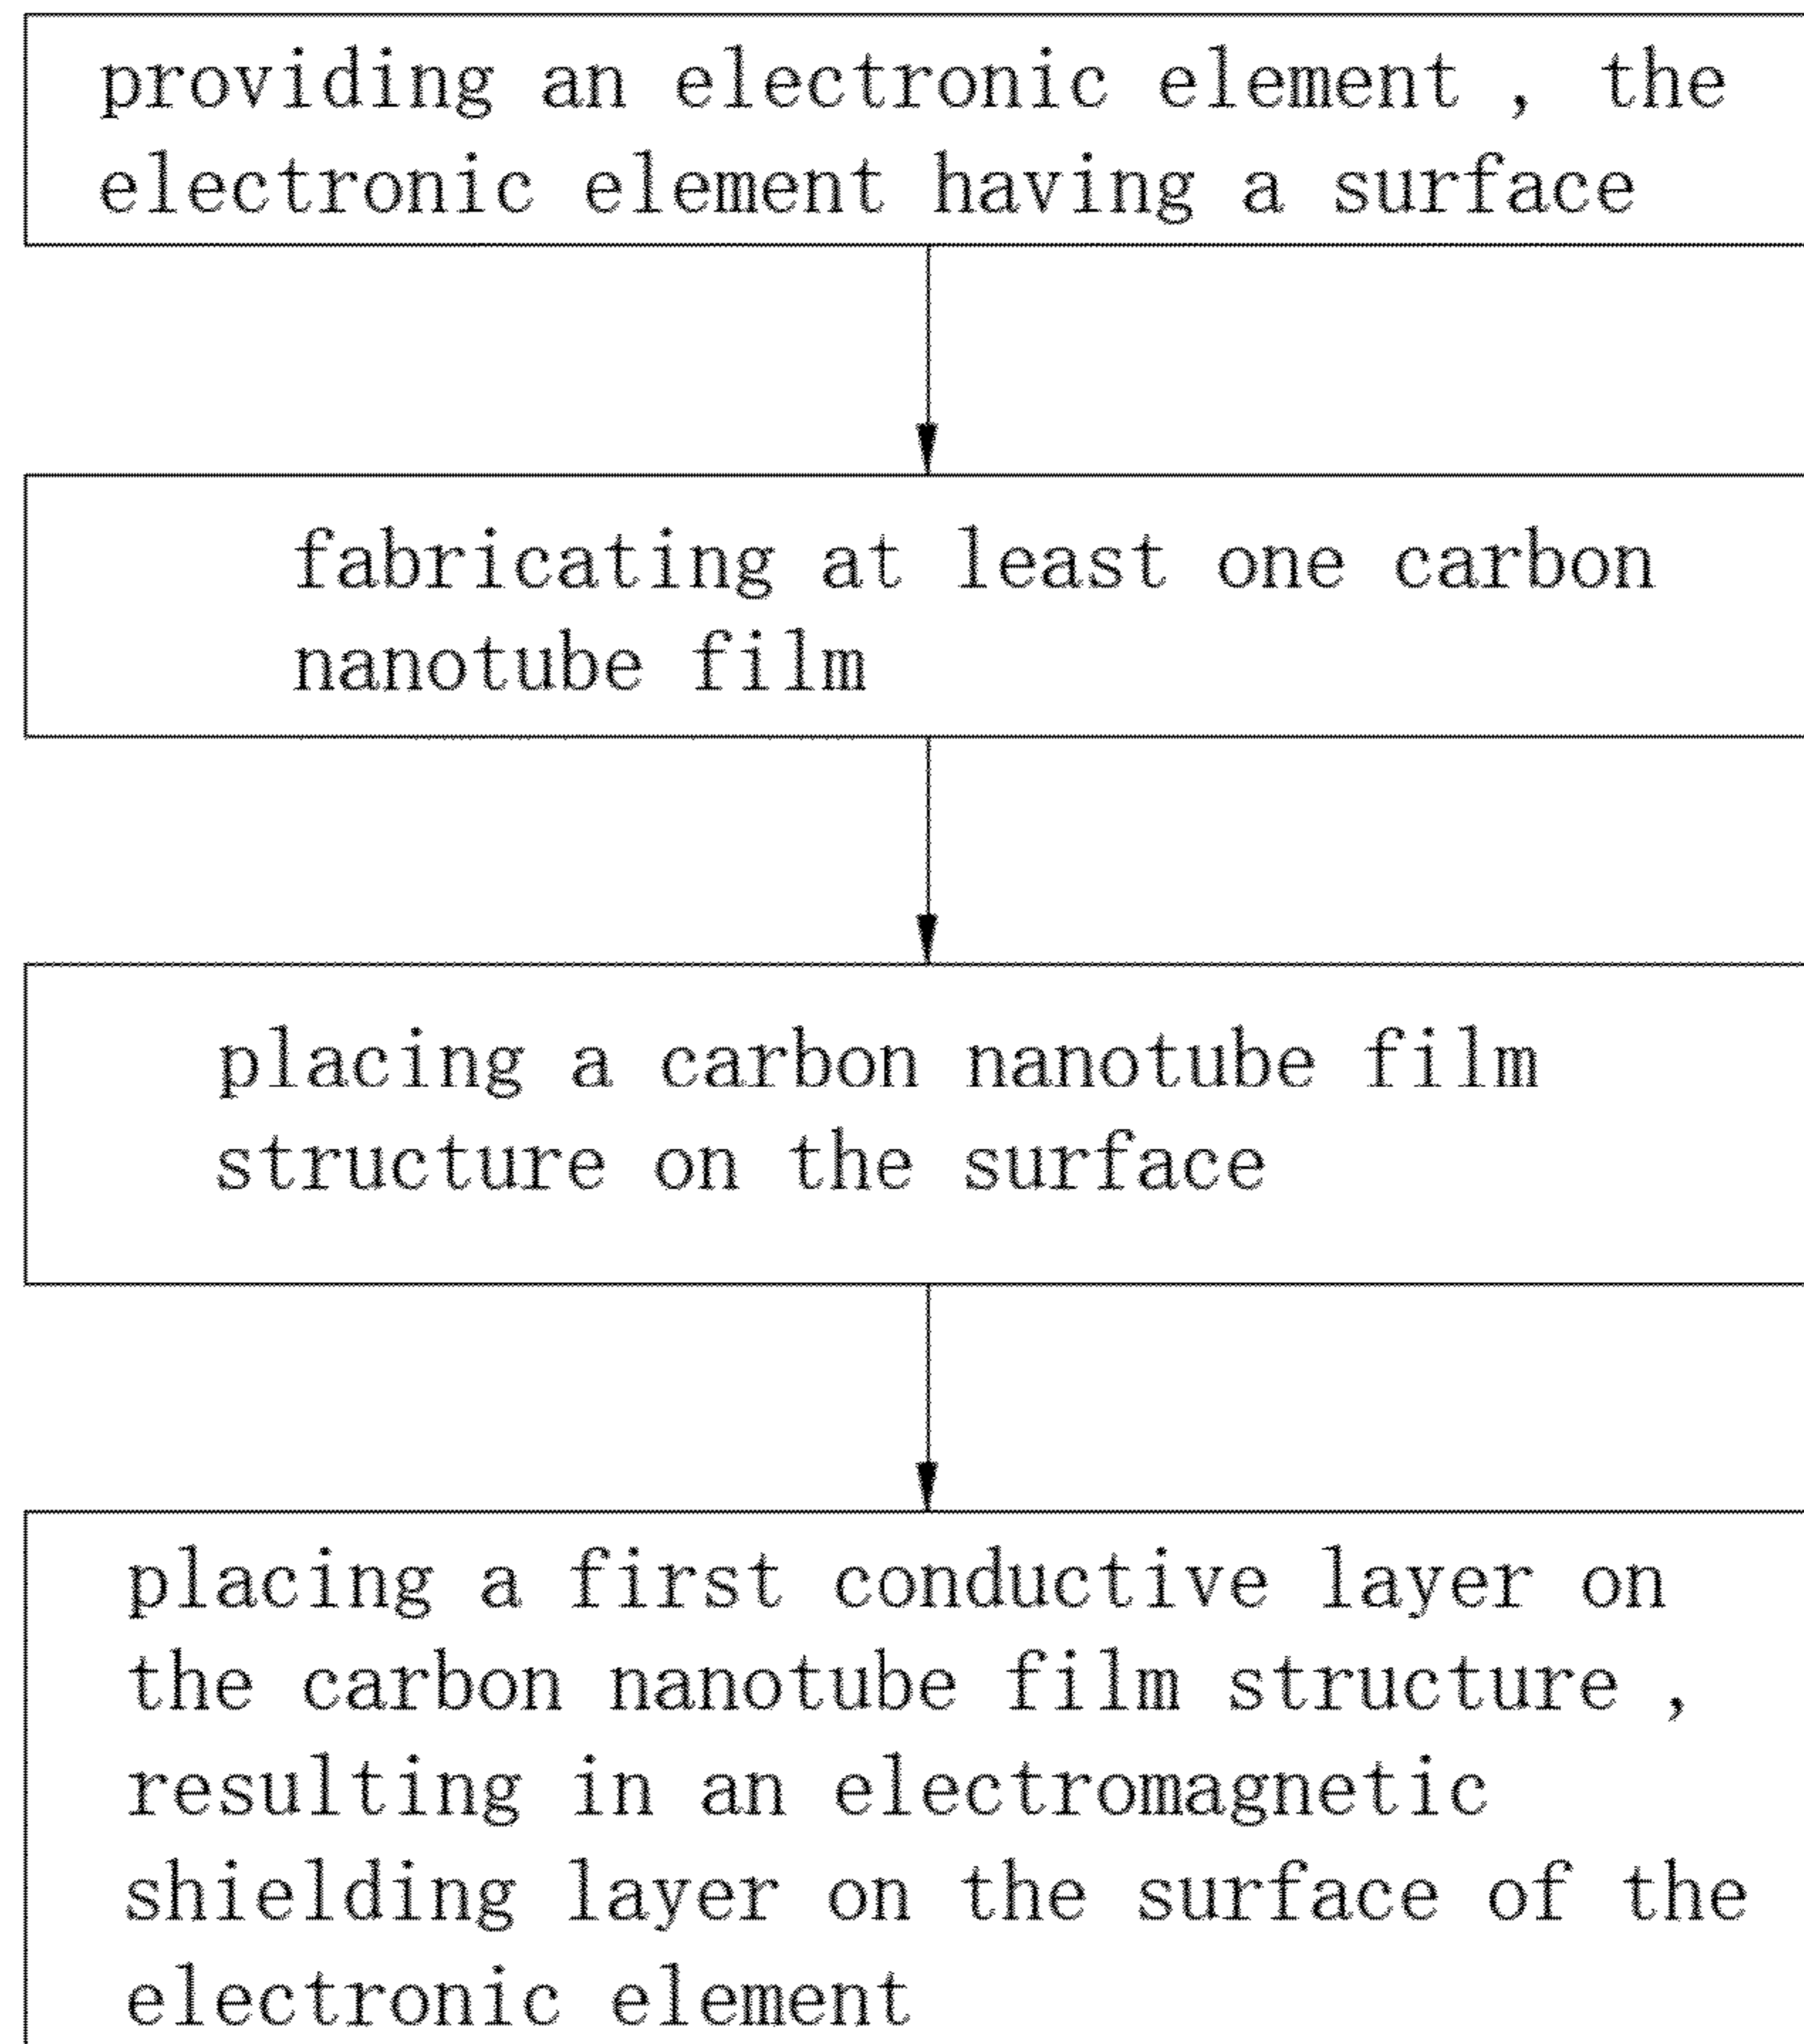 providing an electronic element , the
electronic element having a surface
fabricating at least one carbon
nanotube film
placing a carbon nanotube film
structure on the surface
placing a first conductive layer on
the carbon nanotube film structure ,
resulting in an electromagnetic
shielding layer on the surface of the
electronic element